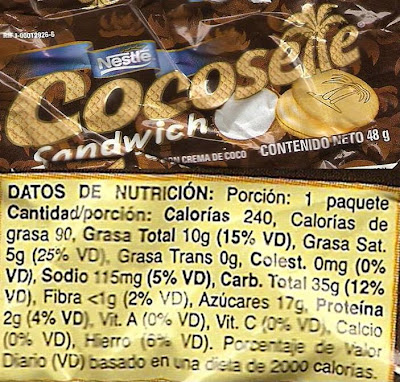 Nestlé
Cocosette
Sandwich
CON CREMA DE COCO
CONTENIDO NETO 48 g
DATOS DE NUTRICIÓN: Porción: 1 paquete
Cantidad/porción: Calorías 240, Calorías de
grasa 90, Grasa Total 10g (15% VD), Grasa Sat.
5g (25% VD), Grasa Trans 0g, Colest. 0mg (0%
VD), Sodio 115mg (5% VD), Carb. Total 35g (12%
VD), Fibra <1g (2% VD), Azúcares 17g, Proteína
2g (4% VD), Vit. A (0% VD), Vit. C (0% VD), Calcio
(0% VD), Hierro (6% VD). Porcentaje de Valor
Diario (VD) basado en una dieta de 2000 calorías.